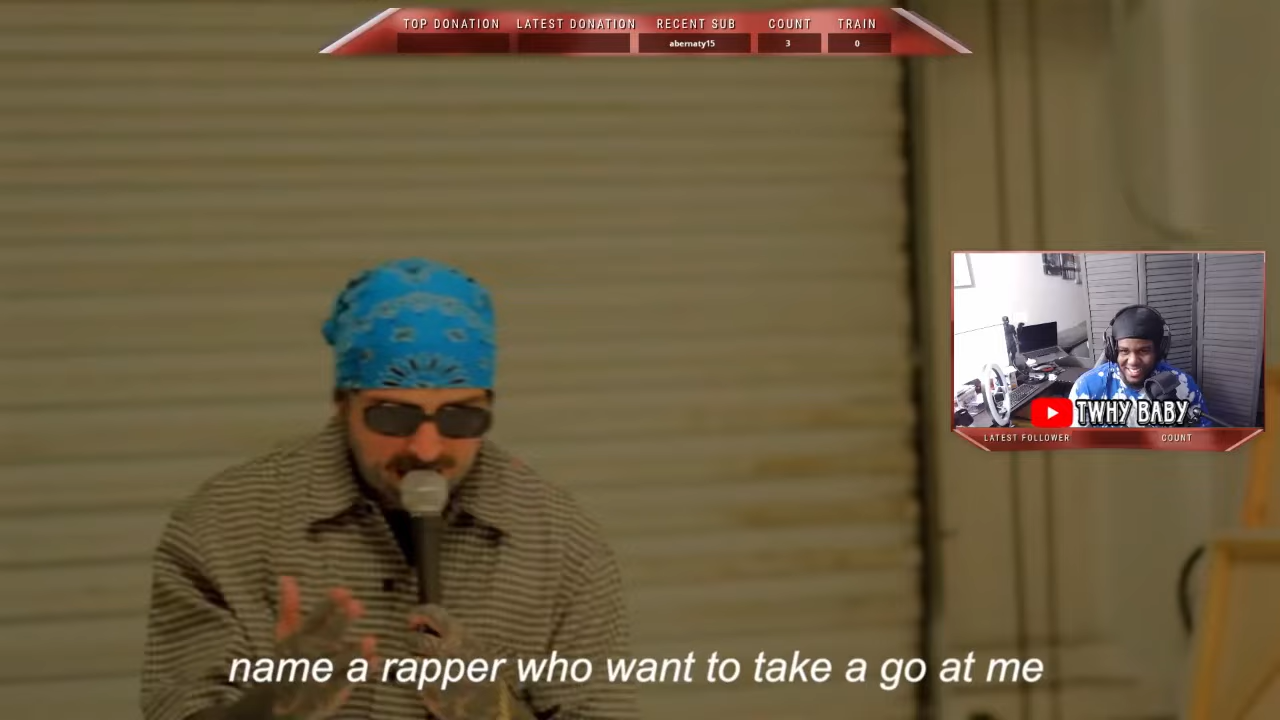 TOP DONATION LATEST DONATION RECENT SUB COUNT TRAIN
abernaty15 3 0
TWHY BABY
LATEST FOLLOWER COUNT
name a rapper who want to take a go at me